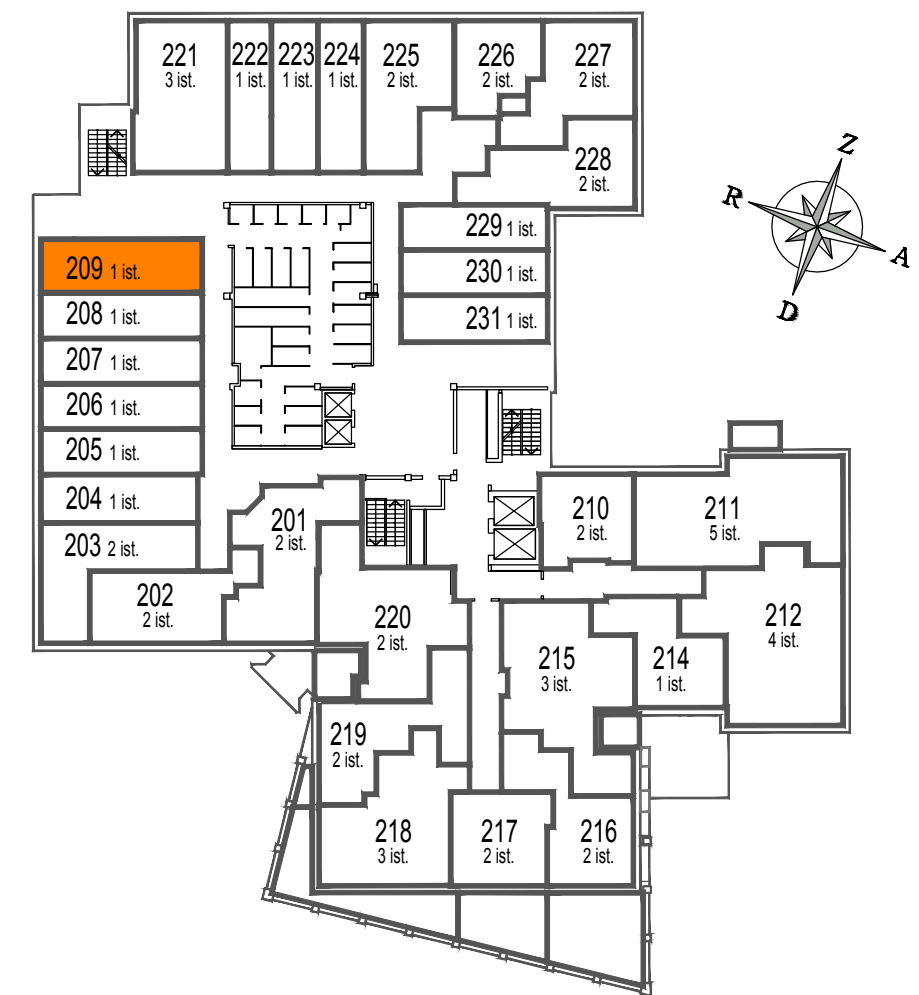 221
3 ist.
222
1 ist.
223
1 ist.
224
1 ist.
225
2 ist.
226
2 ist.
227
2 ist.
228
2 ist.
Z
R
A
D
229 1 ist.
230 1 ist.
231 1 ist.
209 1 ist.
208 1 ist.
207 1 ist.
206 1 ist.
205 1 ist.
204 1 ist.
203 2 ist.
201
2 ist.
202
2 ist.
210
2 ist.
211
5 ist.
212
4 ist.
220
2 ist.
215
3 ist.
214
1 ist.
219
2 ist.
218
3 ist.
217
2 ist.
216
2 ist.